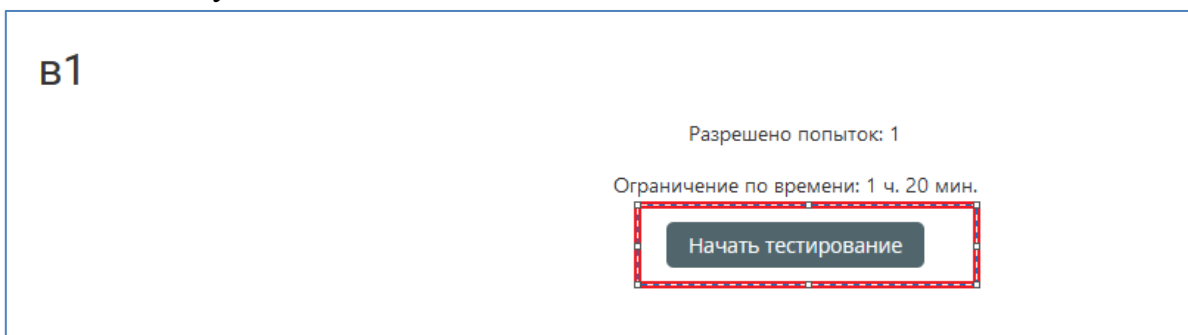 в1
Разрешено попыток: 1
Ограничение по времени: 1 ч. 20 мин.
Начать тестирование